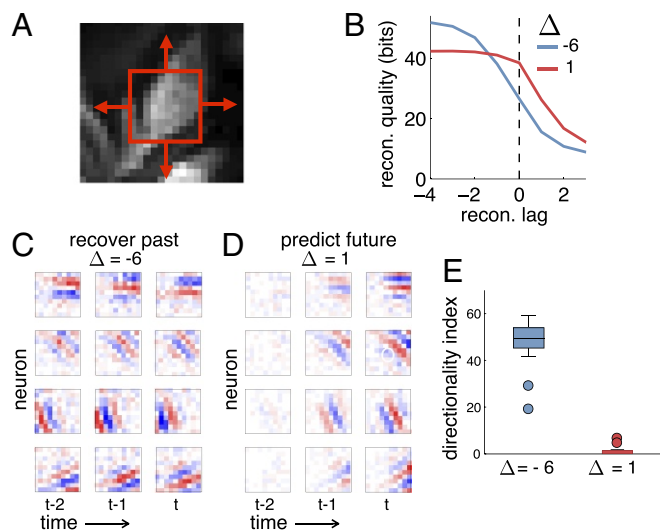 A
B
recon. quality (bits)
40
20
0
-4
-2
0
2
recon. lag
Δ
-6
1
C
recover past
Δ = -6
neuron
t-2
t-1
t
time
D
predict future
Δ = 1
t-2
t-1
t
time
E
directionality index
60
40
20
0
Δ = - 6
Δ = 1